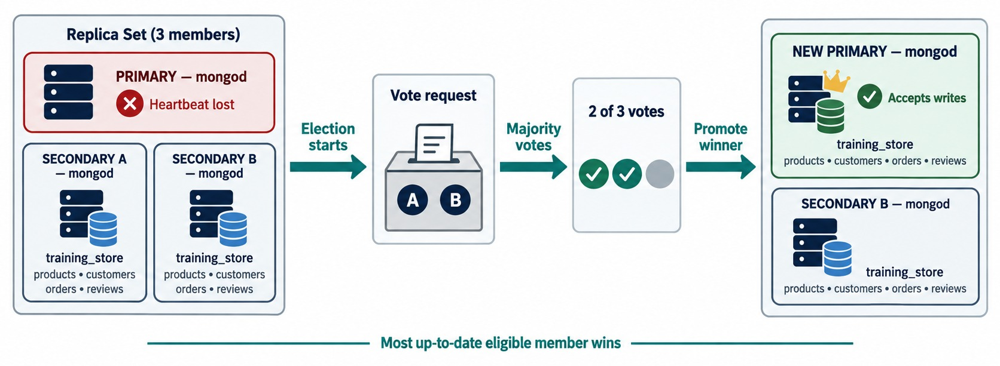 Replica Set (3 members)
PRIMARY — mongod
Heartbeat lost
SECONDARY A
— mongod
training_store
products • customers
orders • reviews
SECONDARY B
— mongod
training_store
products • customers
orders • reviews
Election
starts
Vote request
A B
Majority
votes
2 of 3 votes
Promote
winner
NEW PRIMARY — mongod
Accepts writes
training_store
products • customers • orders • reviews
SECONDARY B — mongod
training_store
products • customers • orders • reviews
Most up-to-date eligible member wins